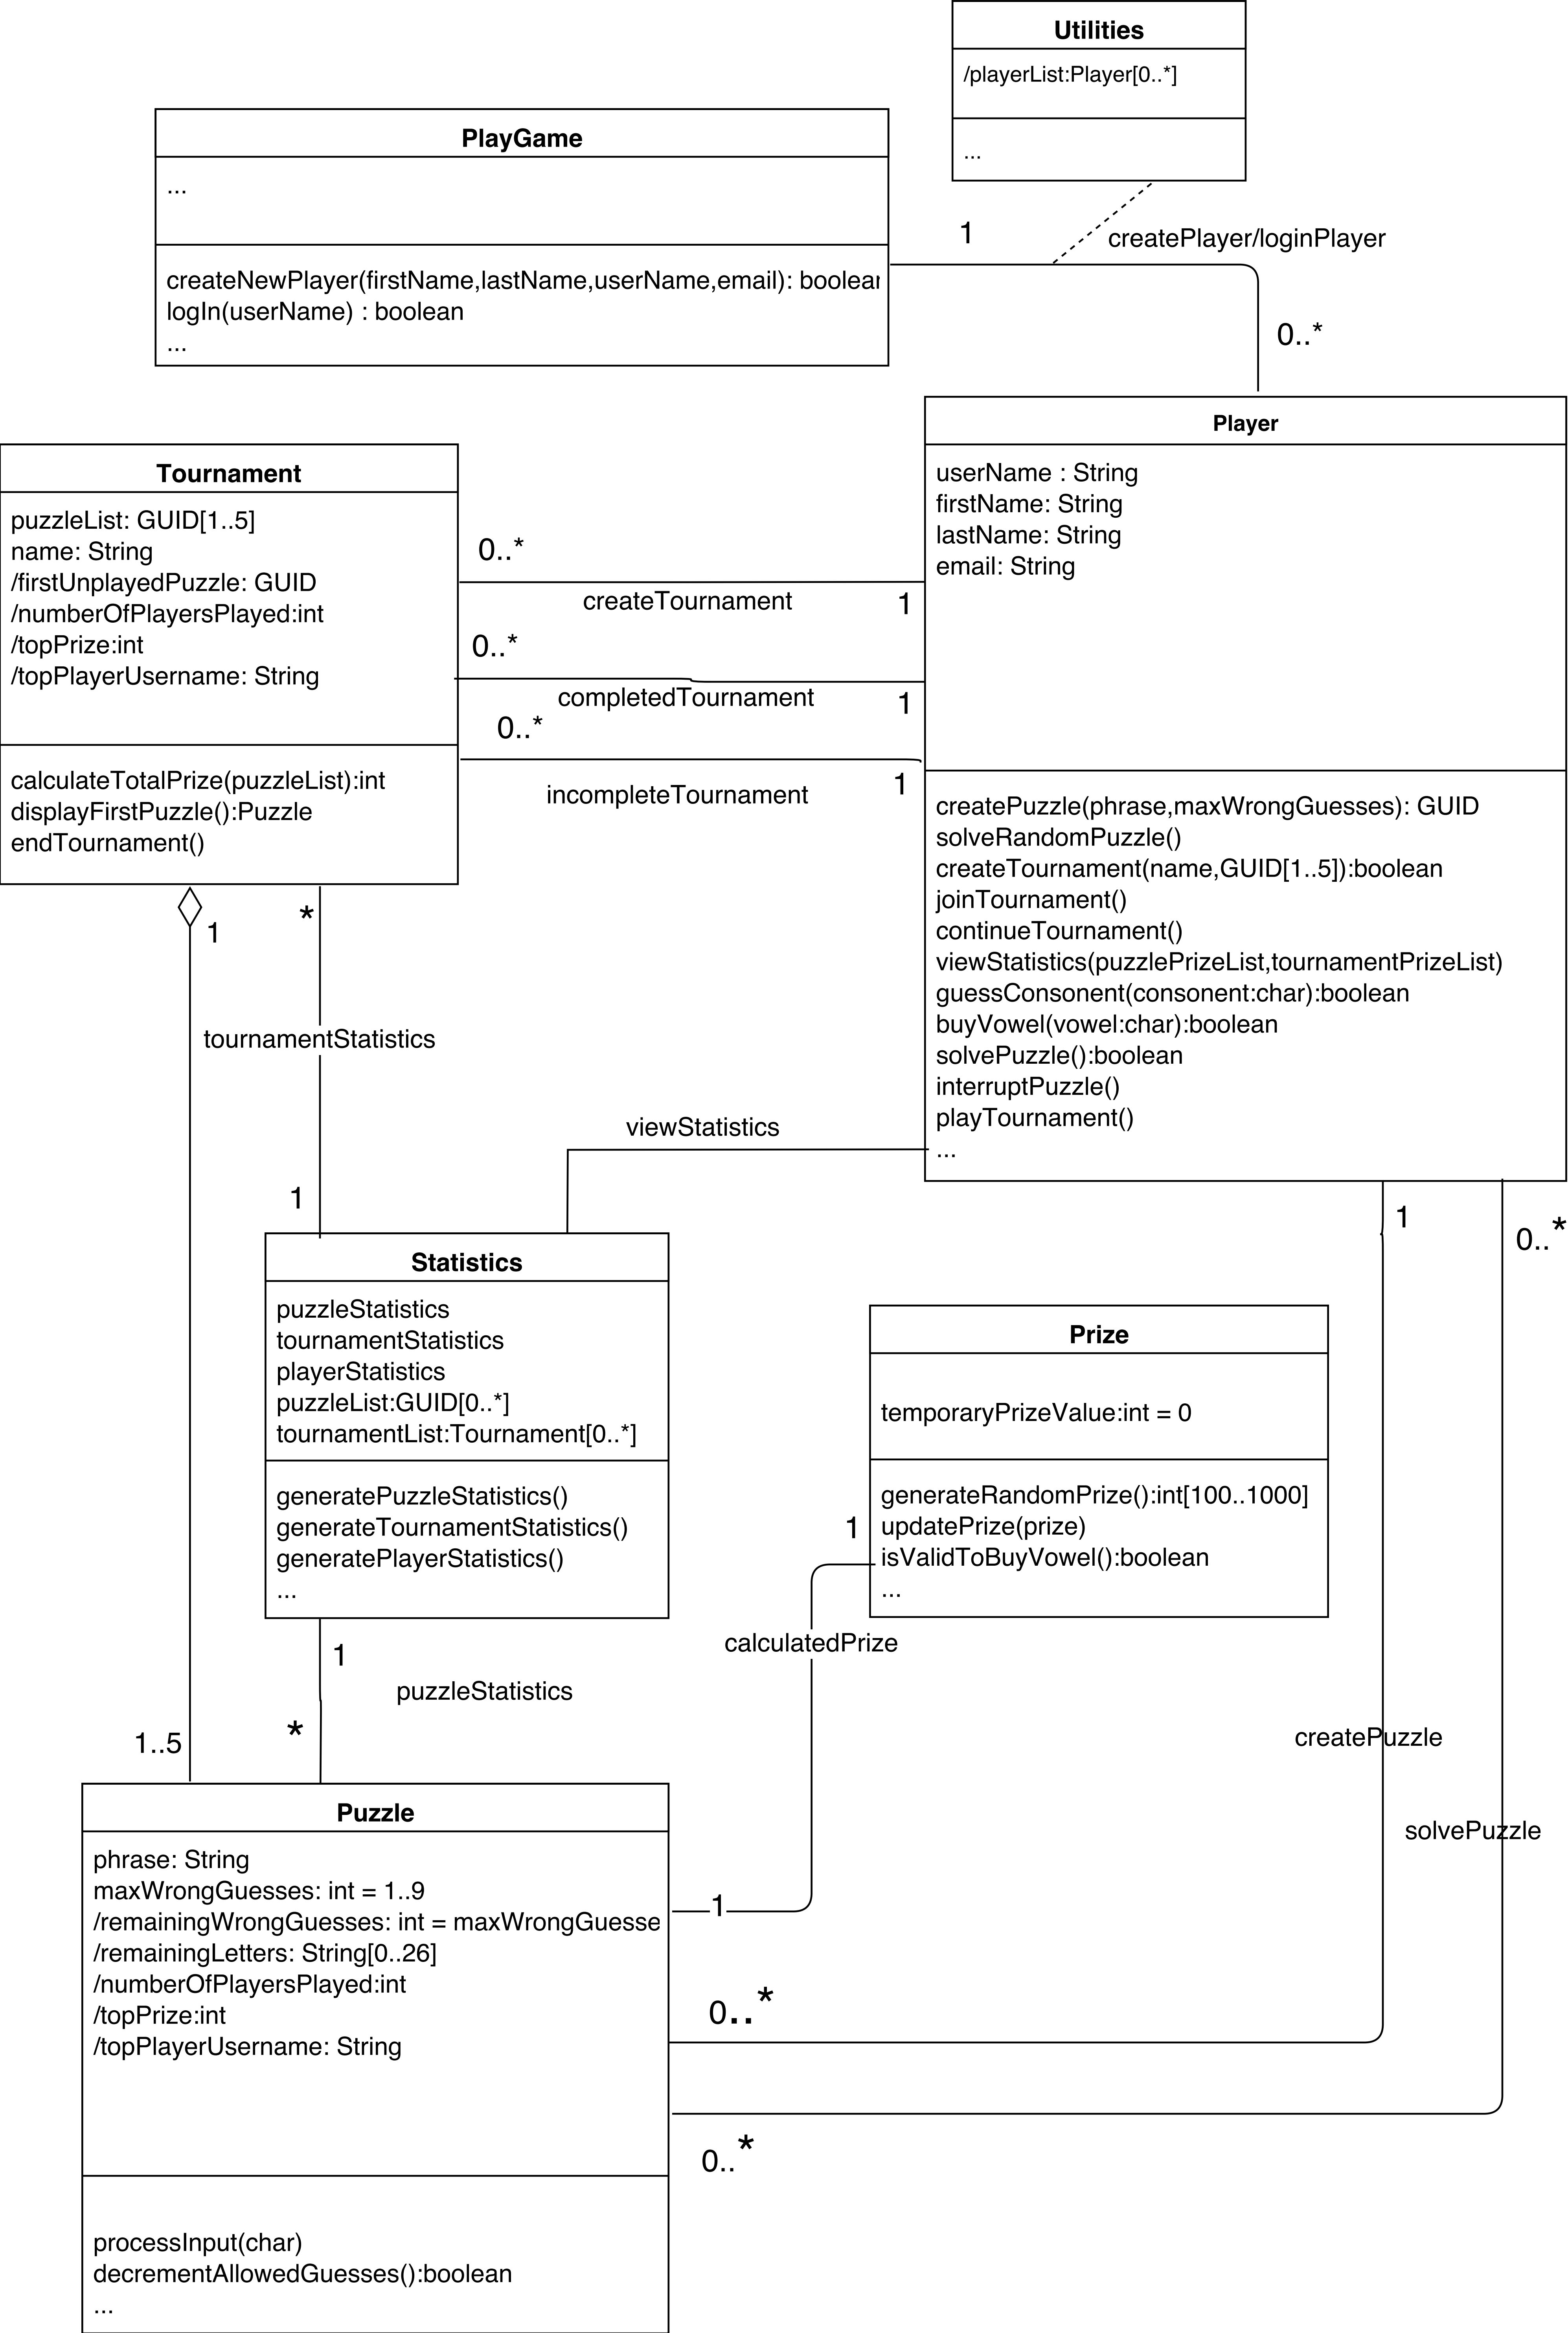 Utilities
/playerList:Player[0..*]
...
PlayGame
...
createNewPlayer(firstName,lastName,userName,email): boolean
logIn(userName) : boolean
...
1
createPlayer/loginPlayer
0..*
Player
userName : String
firstName: String
lastName: String
email: String
createPuzzle(phrase,maxWrongGuesses): GUID
solveRandomPuzzle()
createTournament(name,GUID[1..5]):boolean
joinTournament()
continueTournament()
viewStatistics(puzzlePrizeList,tournamentPrizeList)
guessConsonent(consonent:char):boolean
buyVowel(vowel:char):boolean
solvePuzzle():boolean
interruptPuzzle()
playTournament()
...
Tournament
puzzleList: GUID[1..5]
name: String
/firstUnplayedPuzzle: GUID
/numberOfPlayersPlayed:int
/topPrize:int
/topPlayerUsername: String
calculateTotalPrize(puzzleList):int
displayFirstPuzzle():Puzzle
endTournament()
0..*
createTournament
1
0..*
completedTournament
1
0..*
incompleteTournament
1
1
*
tournamentStatistics
1
viewStatistics
Statistics
puzzleStatistics
tournamentStatistics
playerStatistics
puzzleList:GUID[0..*]
tournamentList:Tournament[0..*]
generatePuzzleStatistics()
generateTournamentStatistics()
generatePlayerStatistics()
...
1
0..*
Prize
temporaryPrizeValue:int = 0
generateRandomPrize():int[100..1000]
updatePrize(prize)
isValidToBuyVowel():boolean
...
1
calculatedPrize
1
puzzleStatistics
*
1..5
createPuzzle
solvePuzzle
Puzzle
phrase: String
maxWrongGuesses: int = 1..9
/remainingWrongGuesses: int = maxWrongGuesse
/remainingLetters: String[0..26]
/numberOfPlayersPlayed:int
/topPrize:int
/topPlayerUsername: String
processInput(char)
decrementAllowedGuesses():boolean
...
1
0..*
0..*